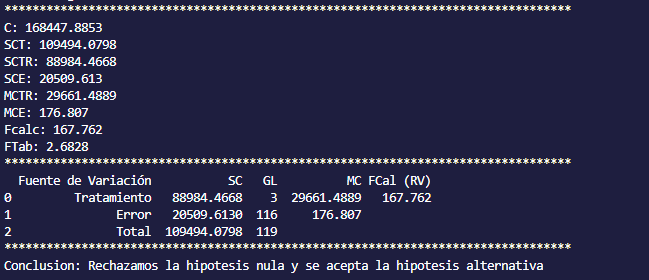 ***********************************************************************
C: 168447.8853
SCT: 109494.0798
SCTR: 88984.4668
SCE: 20509.613
MCTR: 29661.4889
MCE: 176.807
Fcalc: 167.762
FTab: 2.6828
***********************************************************************
Fuente de Variación SC GL MC FCal (RV)
0 Tratamiento 88984.4668 3 29661.4889 167.762
1 Error 20509.6130 116 176.807
2 Total 109494.0798 119
***********************************************************************
Conclusion: Rechazamos la hipotesis nula y se acepta la hipotesis alternativa